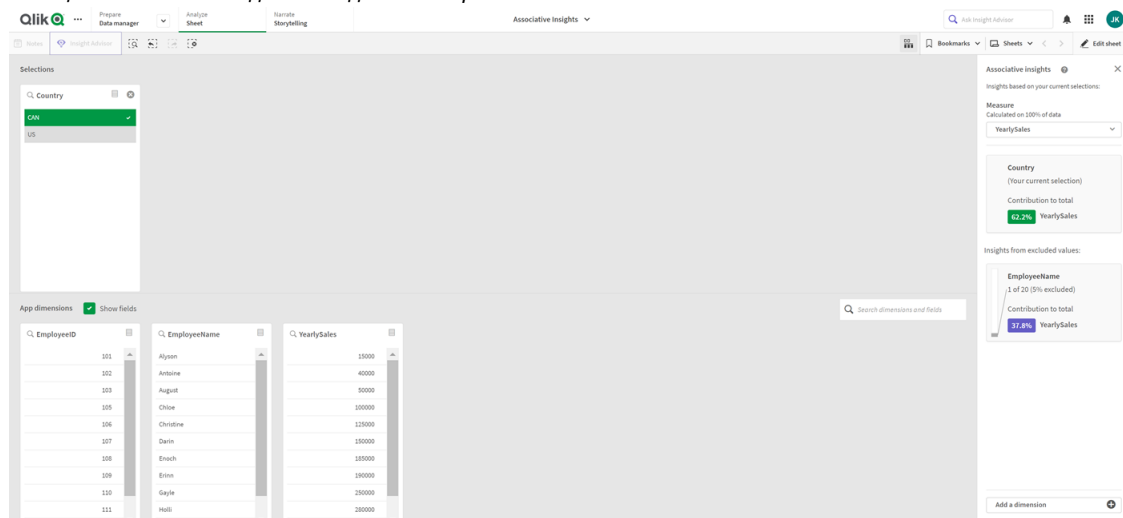 Qlik
Prepare
Data manager
Analyze
Sheet
Narrate
Storytelling
Associative Insights
Ask Insight Advisor
JK
Notes
Insight Advisor
Bookmarks
Sheets
Edit sheet
Selections
Country
CAN
US
Associative insights
Insights based on your current selections:
Measure
Calculated on 100% of data
YearlySales
Country
(Your current selection)
Contribution to total
62.2% YearlySales
Insights from excluded values:
EmployeeName
1 of 20 (5% excluded)
Contribution to total
37.8% YearlySales
Add a dimension
App dimensions
Show fields
Search dimensions and fields
EmployeeID
101
102
103
105
106
107
108
109
110
111
EmployeeName
Alyson
Antoine
August
Chloe
Christine
Darin
Enoch
Erinn
Gayle
Holli
YearlySales
15000
40000
50000
100000
125000
150000
185000
190000
250000
280000